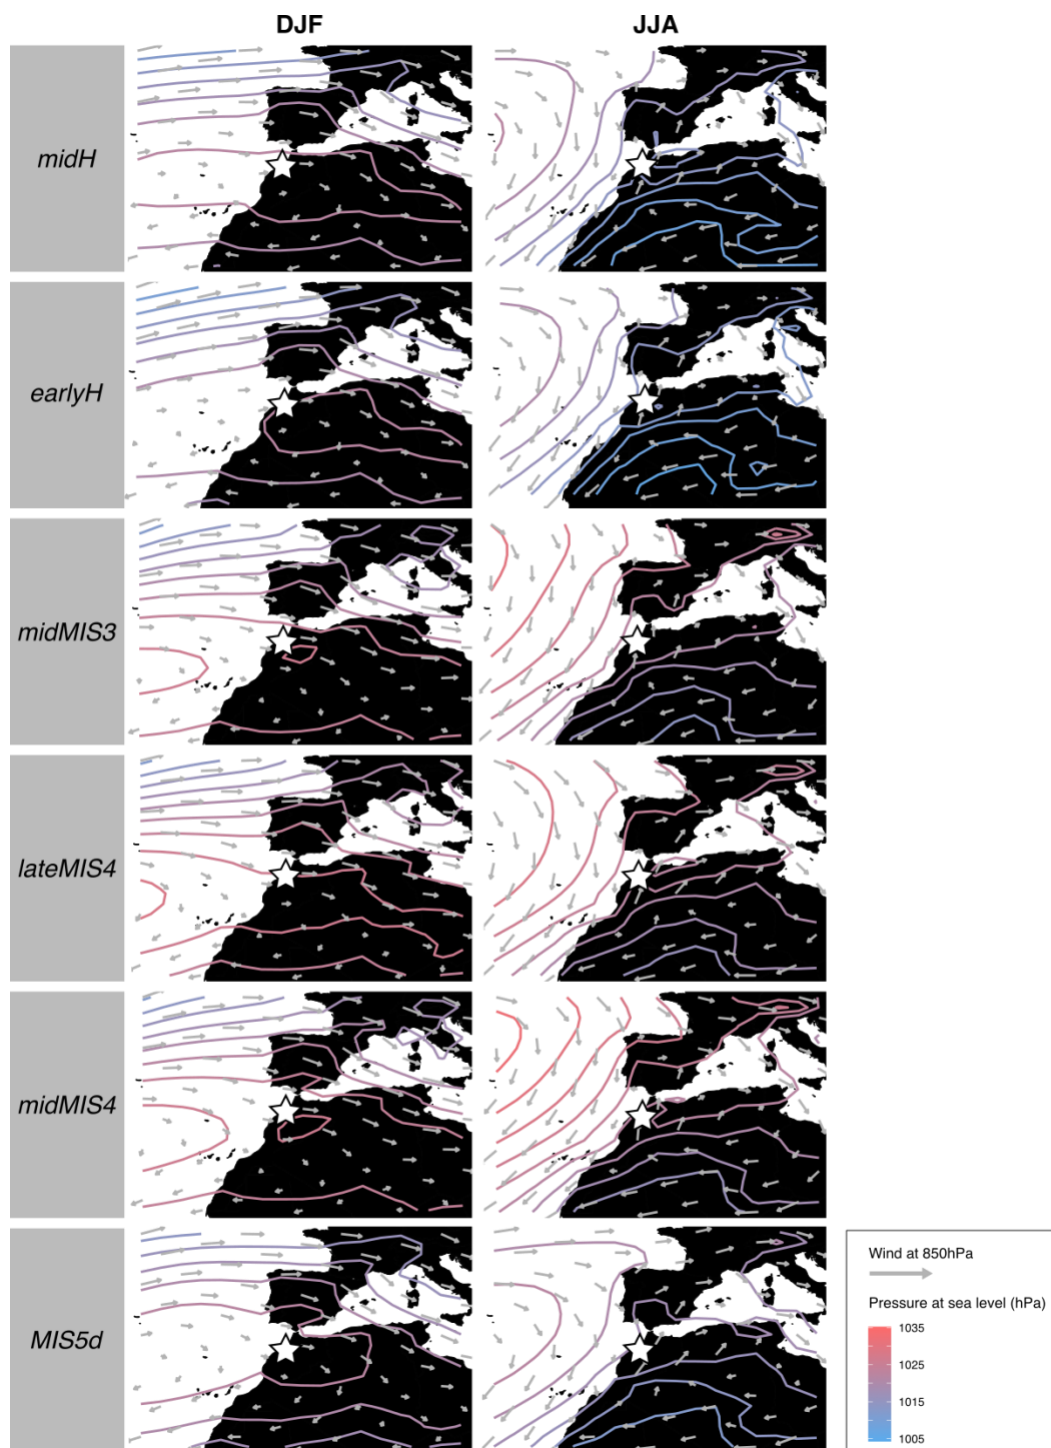 DJF
JJA
midH
earlyH
midMIS3
lateMIS4
midMIS4
MIS5d
Wind at 850hPa
Pressure at sea level (hPa)
1035
1025
1015
1005